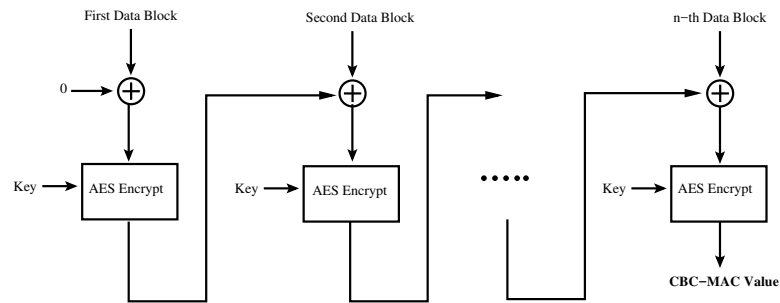 First Data Block
Second Data Block
n−th Data Block
0
Key
AES Encrypt
Key
AES Encrypt
Key
AES Encrypt
CBC−MAC Value